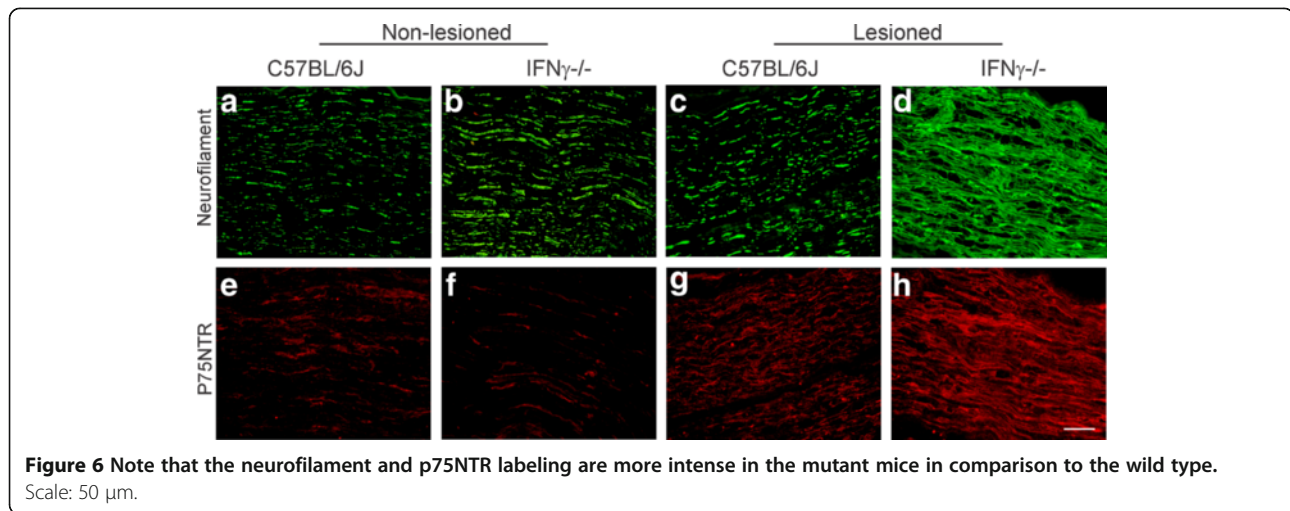 Non-lesioned Lesioned
C57BL/6J IFNγ-/- C57BL/6J IFNγ-/-
Neurofilament
a b c d
P75NTR
e f g h
Figure 6 Note that the neurofilament and p75NTR labeling are more intense in the mutant mice in comparison to the wild type.
Scale: 50 μm.